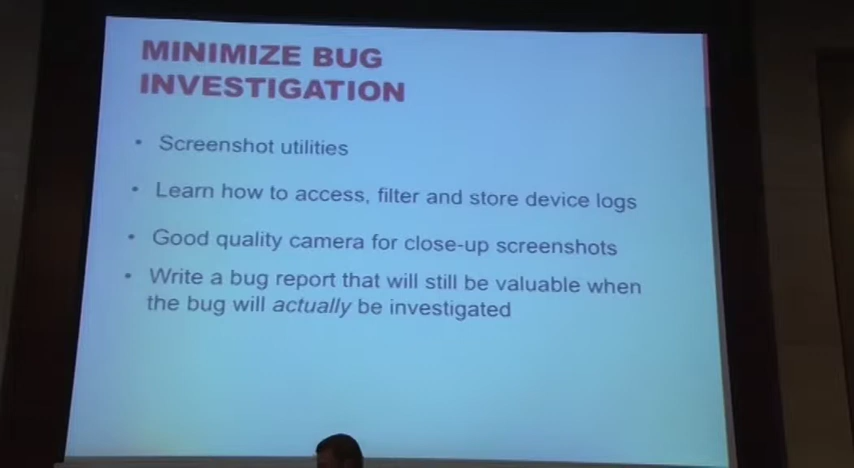 MINIMIZE BUG
INVESTIGATION
• Screenshot utilities
• Learn how to access, filter and store device logs
• Good quality camera for close-up screenshots
• Write a bug report that will still be valuable when
the bug will actually be investigated